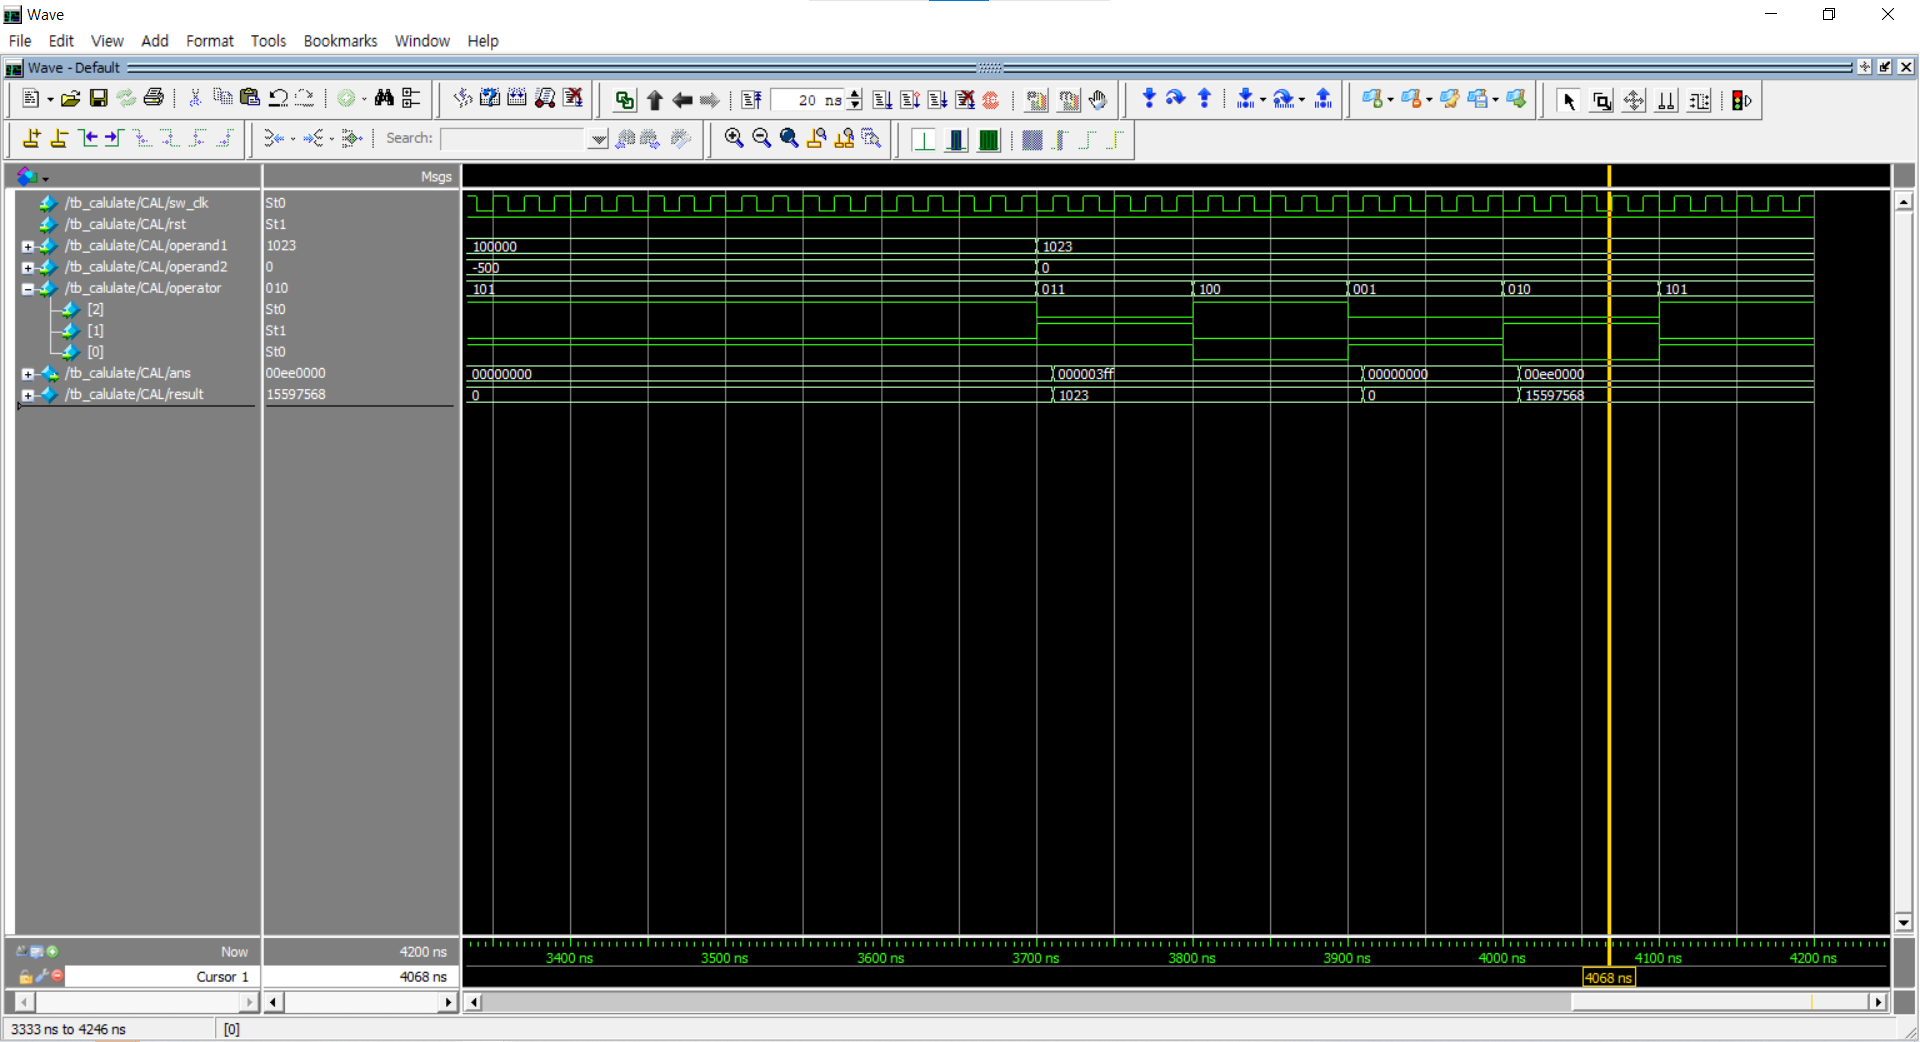 Wave
File Edit View Add Format Tools Bookmarks Window Help
Wave - Default
20 ns
Search:
Msgs
/tb_calulate/CAL/sw_clk St0
/tb_calulate/CAL/rst St1
/tb_calulate/CAL/operand1 1023 100000 1023
/tb_calulate/CAL/operand2 0 -500 0
/tb_calulate/CAL/operator 010 101 011 100 001 010 101
[2] St0
[1] St1
[0] St0
/tb_calulate/CAL/ans 00ee0000 00000000 000003ff 00000000 00ee0000
/tb_calulate/CAL/result 15597568 0 1023 0 15597568
Now 4200 ns 3400 ns 3500 ns 3600 ns 3700 ns 3800 ns 3900 ns 4000 ns 4100 ns 4200 ns
Cursor 1 4068 ns 4068 ns
3333 ns to 4246 ns [0]